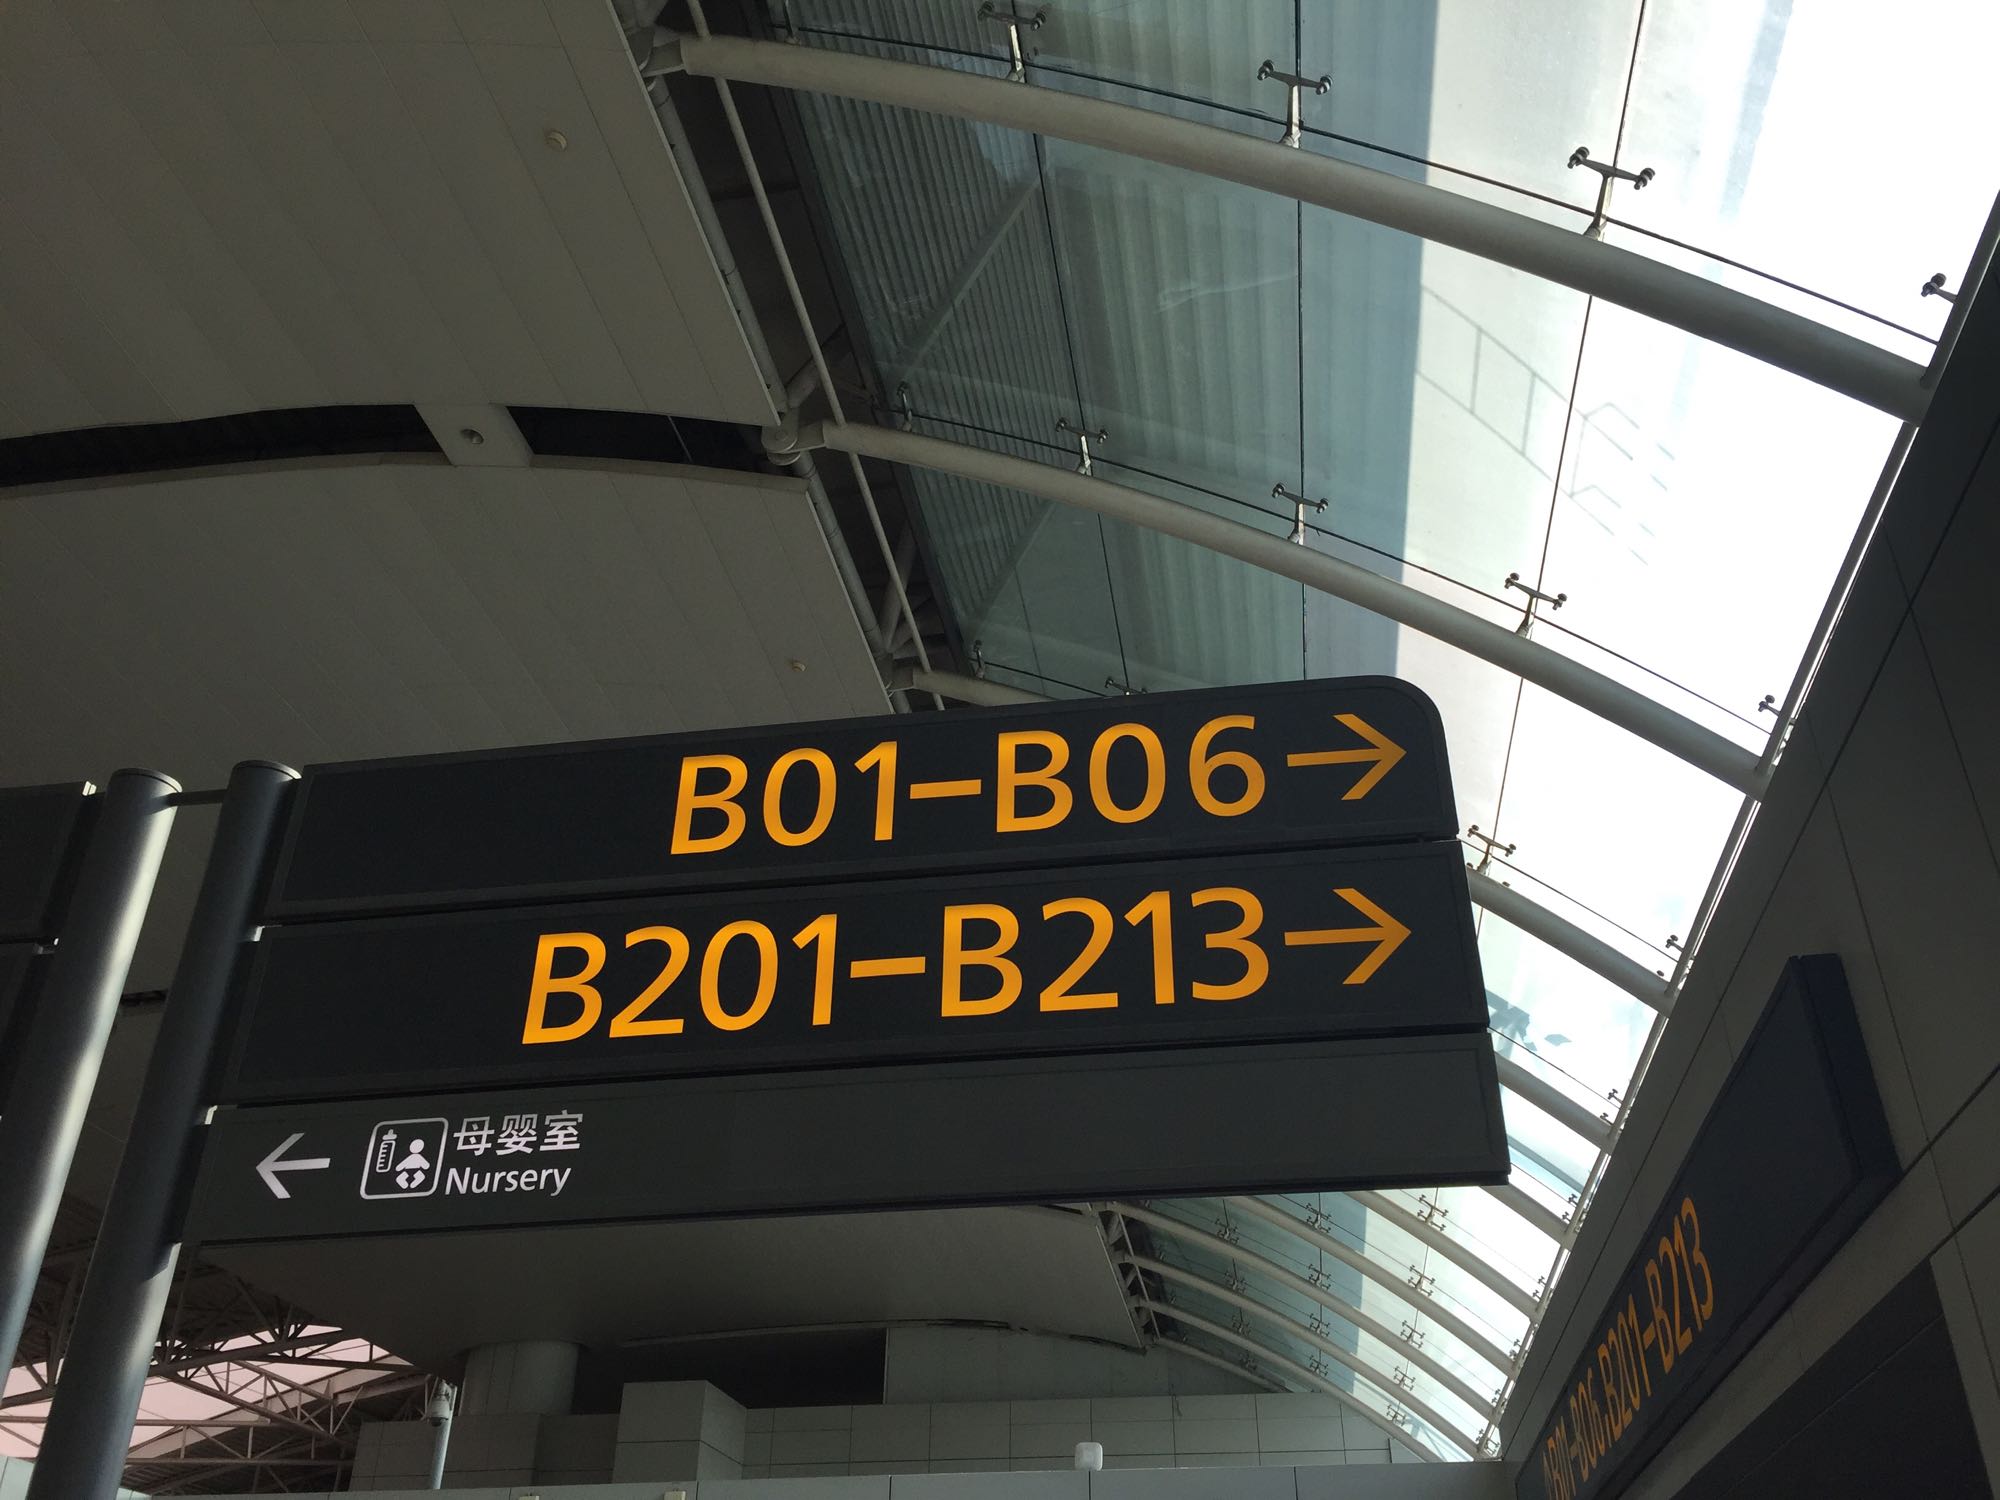 B01-B06 →
B201-B213 →
← 母婴室
Nursery
B01-B06,B201-B213